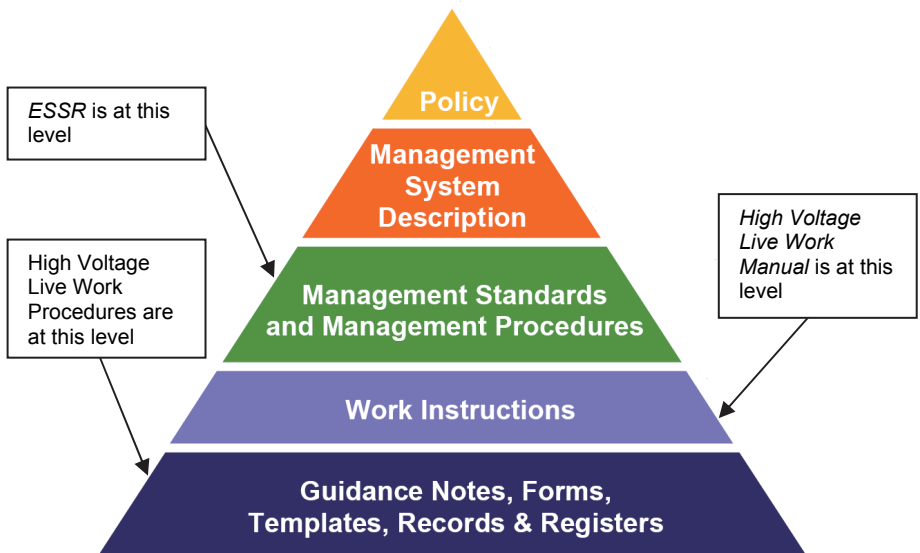 Policy
ESSR is at this
level
Management
System
Description
High Voltage
Live Work
Manual is at this
level
High Voltage
Live Work
Procedures are
at this level
Management Standards
and Management Procedures
Work Instructions
Guidance Notes, Forms,
Templates, Records & Registers